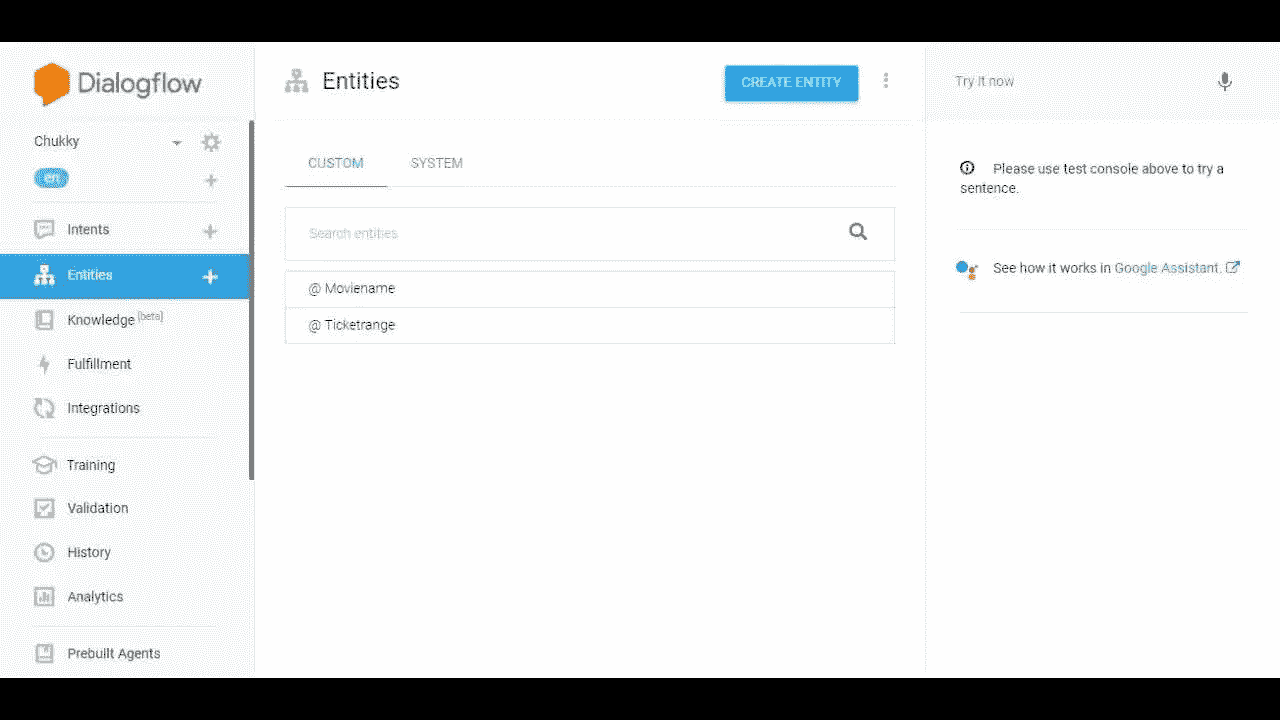 Dialogflow
Chukky
en
Intents
Entities
Knowledge [beta]
Fulfillment
Integrations
Training
Validation
History
Analytics
Prebuilt Agents
Entities
CREATE ENTITY
CUSTOM SYSTEM
Search entities
@ Moviename
@ Ticketrange
Try it now
Please use test console above to try a
sentence.
See how it works in Google Assistant.